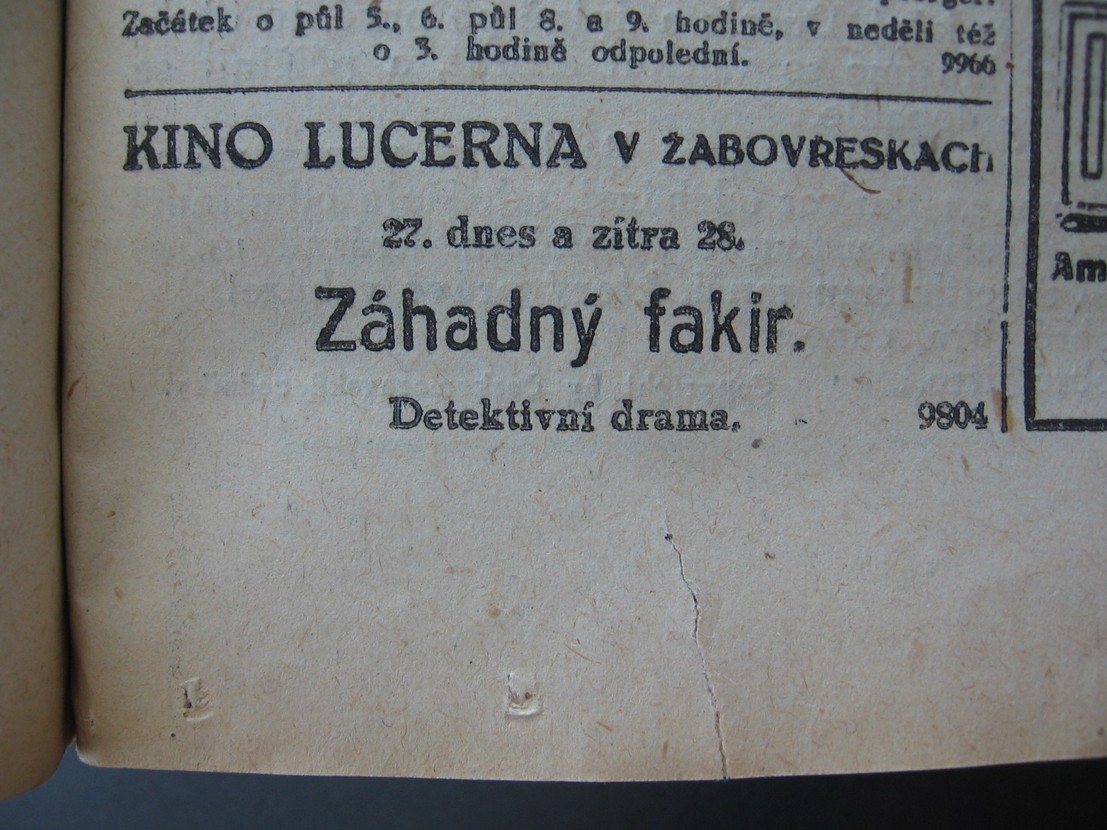 Začátek o půl 5., 6. půl 8. a 9. hodině, v neděli též
o 3. hodině odpolední. 9966
KINO LUCERNA V ŽABOVŘESKACH
27. dnes a zítra 28.
Záhadný fakir.
Detektivní drama. 9804
Am